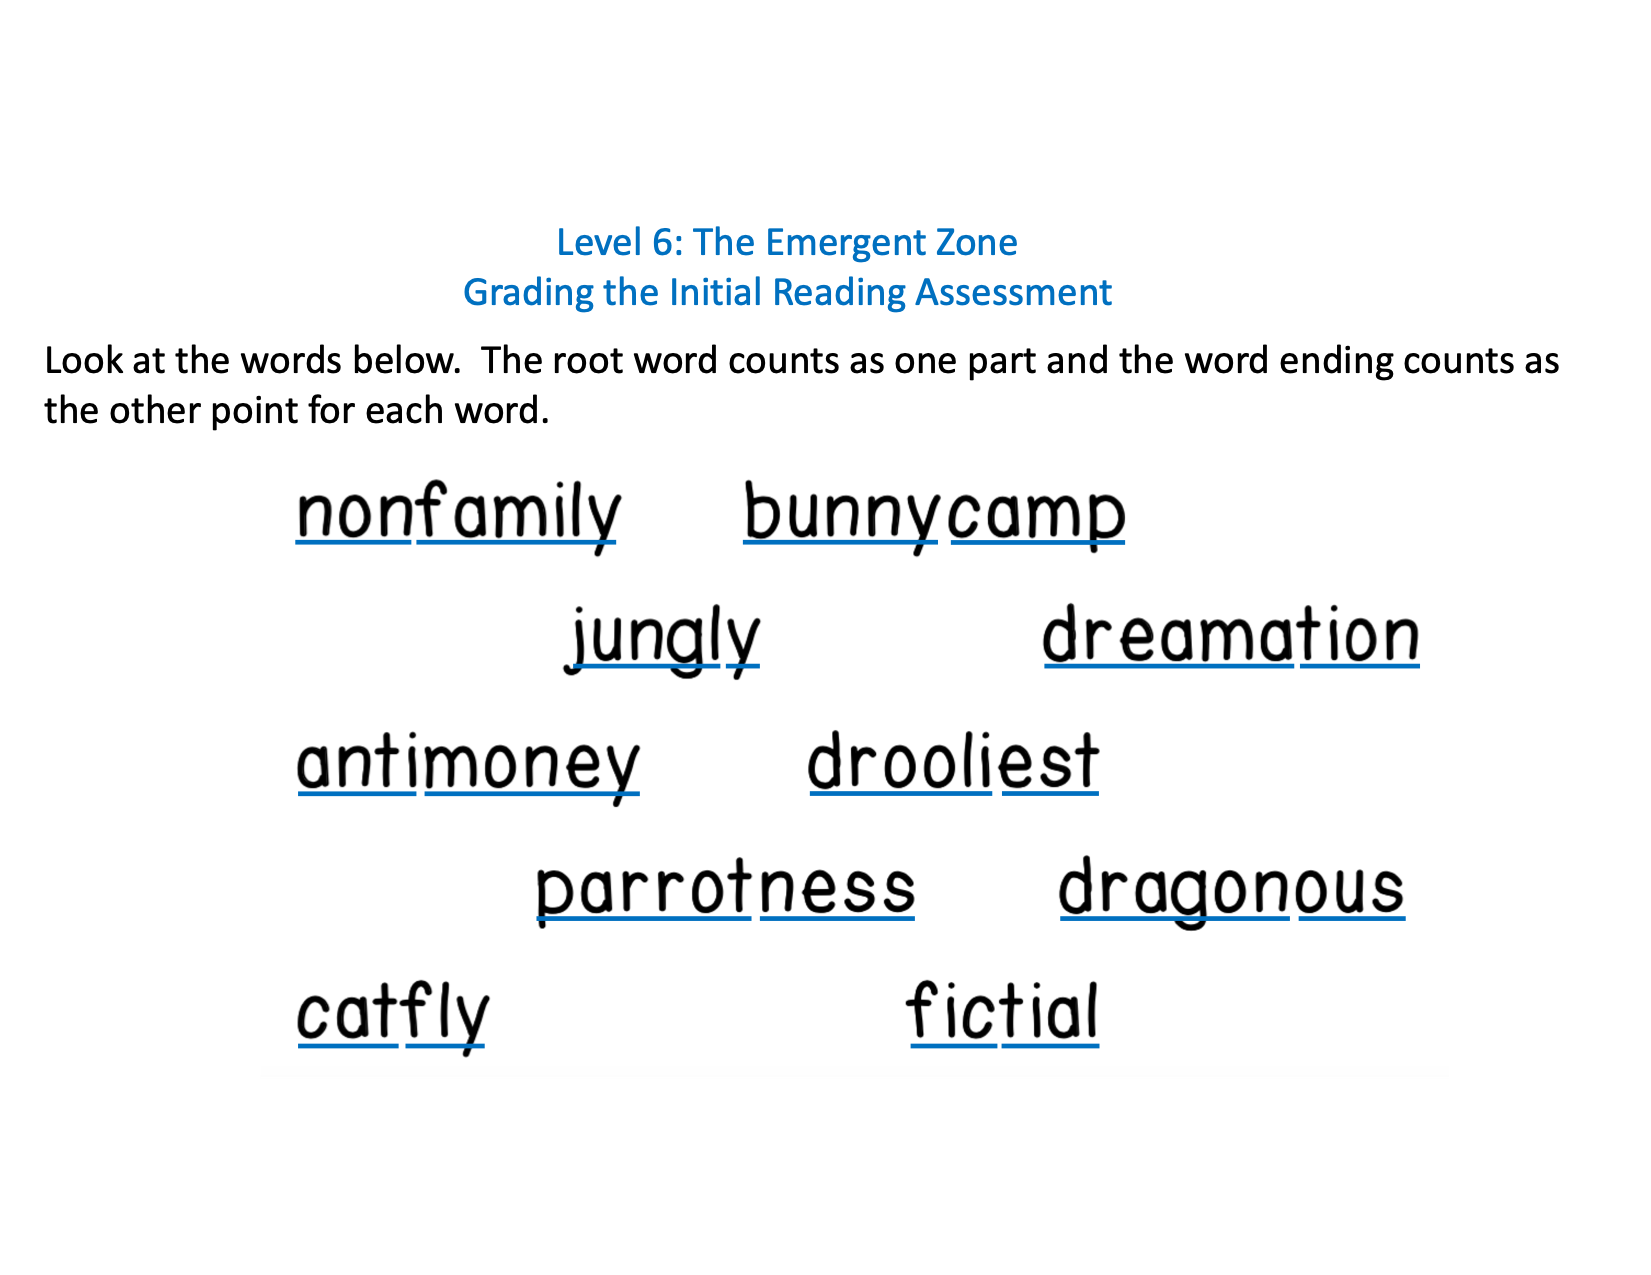 Level 6: The Emergent Zone
Grading the Initial Reading Assessment
Look at the words below.  The root word counts as one part and the word ending counts as
the other point for each word.
nonfamily bunnycamp
jungly dreamation
antimoney drooliest
parrotness dragonous
catfly fictial